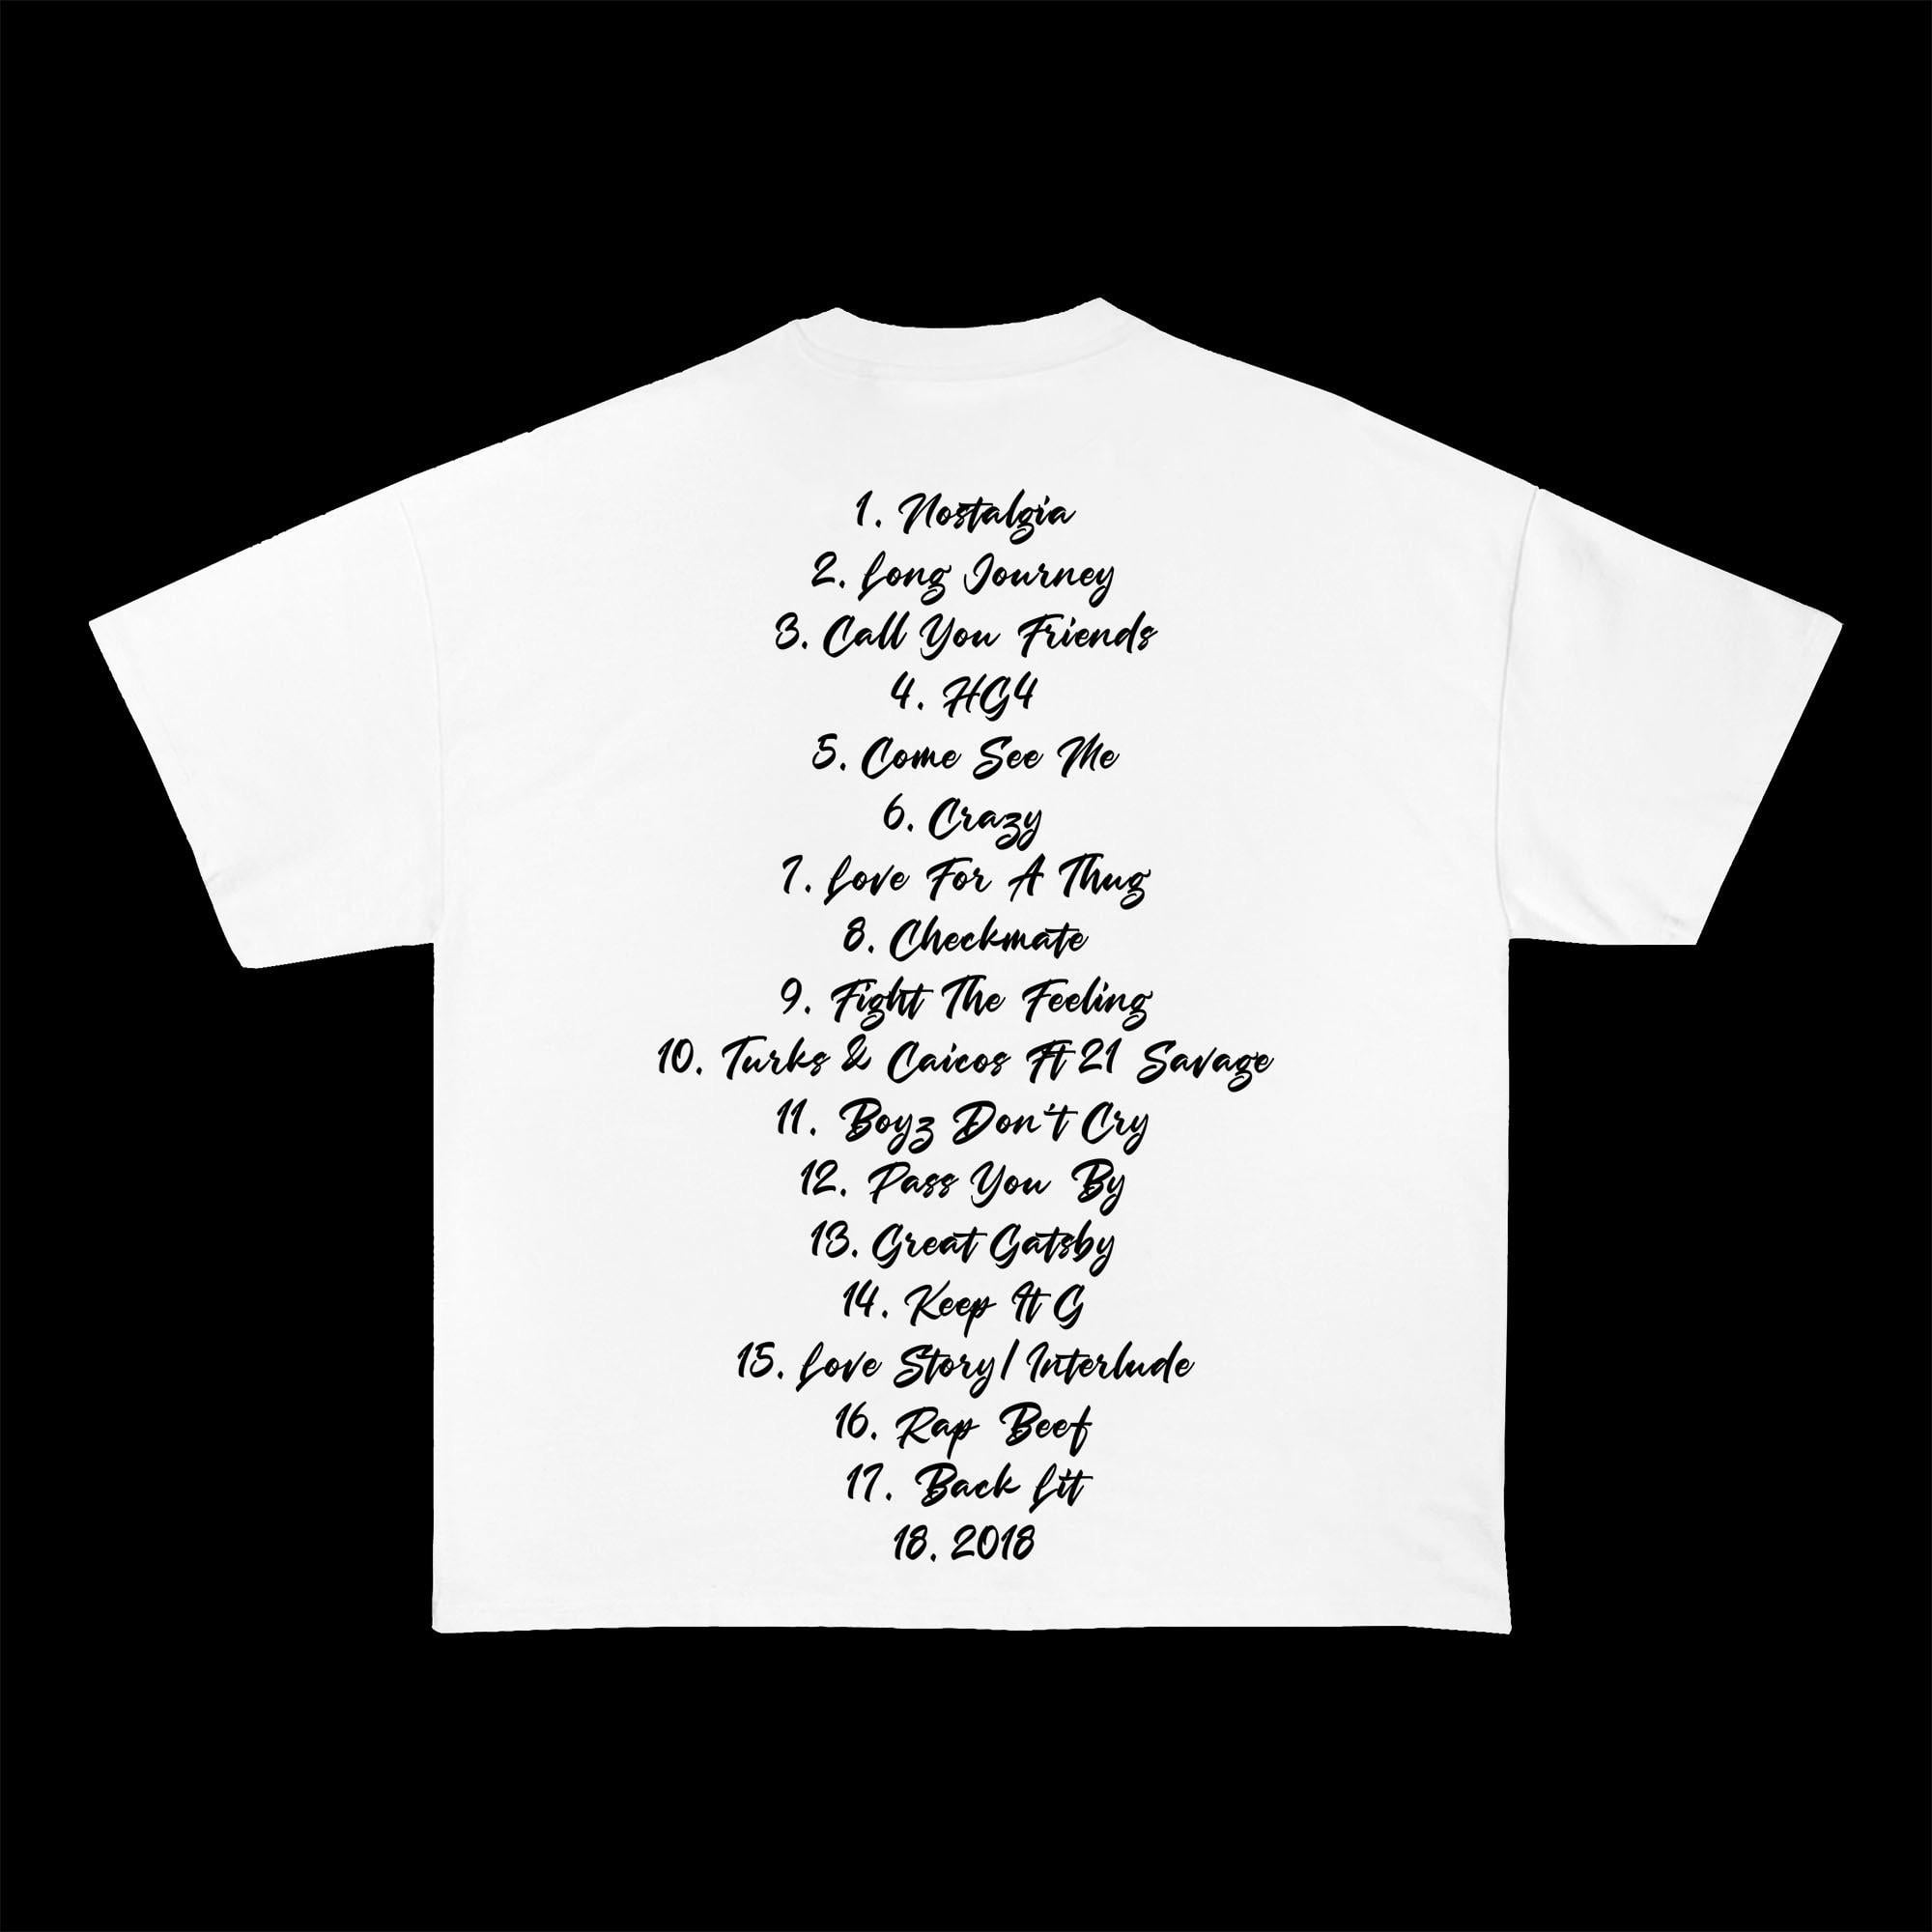 1. Nostalgia
2. Long Journey
3. Call You Friends
4. HG4
5. Come See Me
6. Crazy
7. Love For A Thug
8. Checkmate
9. Fight The Feeling
10. Turks & Caicos Ft 21 Savage
11. Boyz Don't Cry
12. Pass You By
13. Great Gatsby
14. Keep It G
15. Love Story/Interlude
16. Rap Beef
17. Back Lit
18. 2018